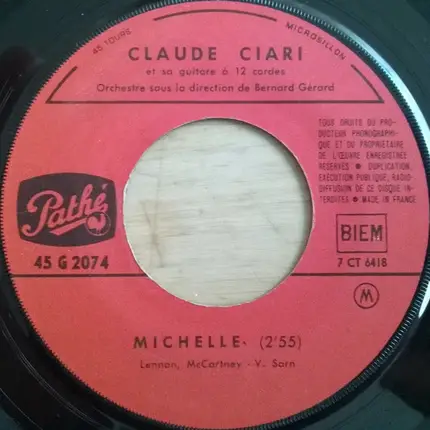 45 TOURS
MICROSILLON
CLAUDE CIARI
et sa guitare à 12 cordes
Orchestre sous la direction de Bernard Gérard
TOUS DROITS DU PRO-
DUCTEUR PHONOGRAPHI-
QUE ET DU PROPRIETAIRE
DE L'ŒUVRE ENREGISTREE
RESERVES • DUPLICATION,
EXECUTION PUBLIQUE, RADIO-
DIFFUSION DE CE DISQUE IN-
TERDITES • MADE IN FRANCE
Pathé
BIEM
45 G 2074
7 CT 6418
M
MICHELLE (2'55)
Lennon, McCartney - V. Sorn